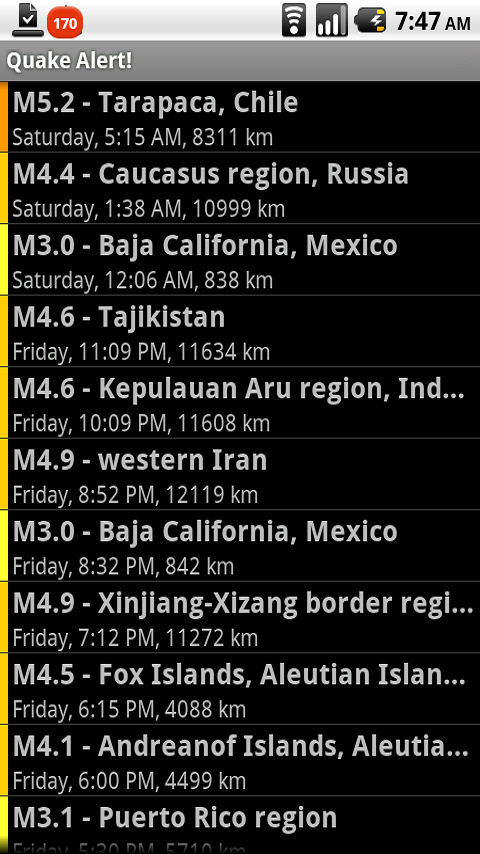 170
7:47 AM
Quake Alert!
M5.2 - Tarapaca, Chile
Saturday, 5:15 AM, 8311 km
M4.4 - Caucasus region, Russia
Saturday, 1:38 AM, 10999 km
M3.0 - Baja California, Mexico
Saturday, 12:06 AM, 838 km
M4.6 - Tajikistan
Friday, 11:09 PM, 11634 km
M4.6 - Kepulauan Aru region, Ind...
Friday, 10:09 PM, 11608 km
M4.9 - western Iran
Friday, 8:52 PM, 12119 km
M3.0 - Baja California, Mexico
Friday, 8:32 PM, 842 km
M4.9 - Xinjiang-Xizang border regi...
Friday, 7:12 PM, 11272 km
M4.5 - Fox Islands, Aleutian Islan...
Friday, 6:15 PM, 4088 km
M4.1 - Andreanof Islands, Aleutia...
Friday, 6:00 PM, 4499 km
M3.1 - Puerto Rico region
Friday, 5:30 PM, 5710 km